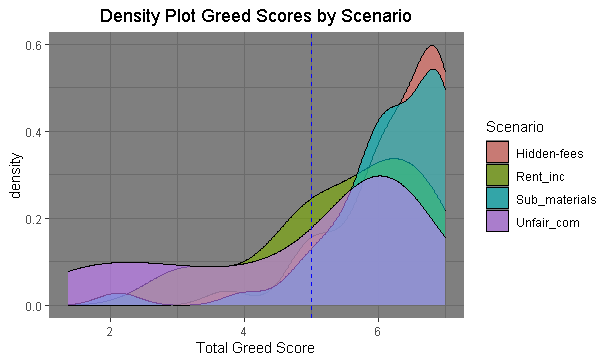 Density Plot Greed Scores by Scenario
0.6
0.4
0.2
0.0
density
2 4 6
Total Greed Score
Scenario
Hidden-fees
Rent_inc
Sub_materials
Unfair_com